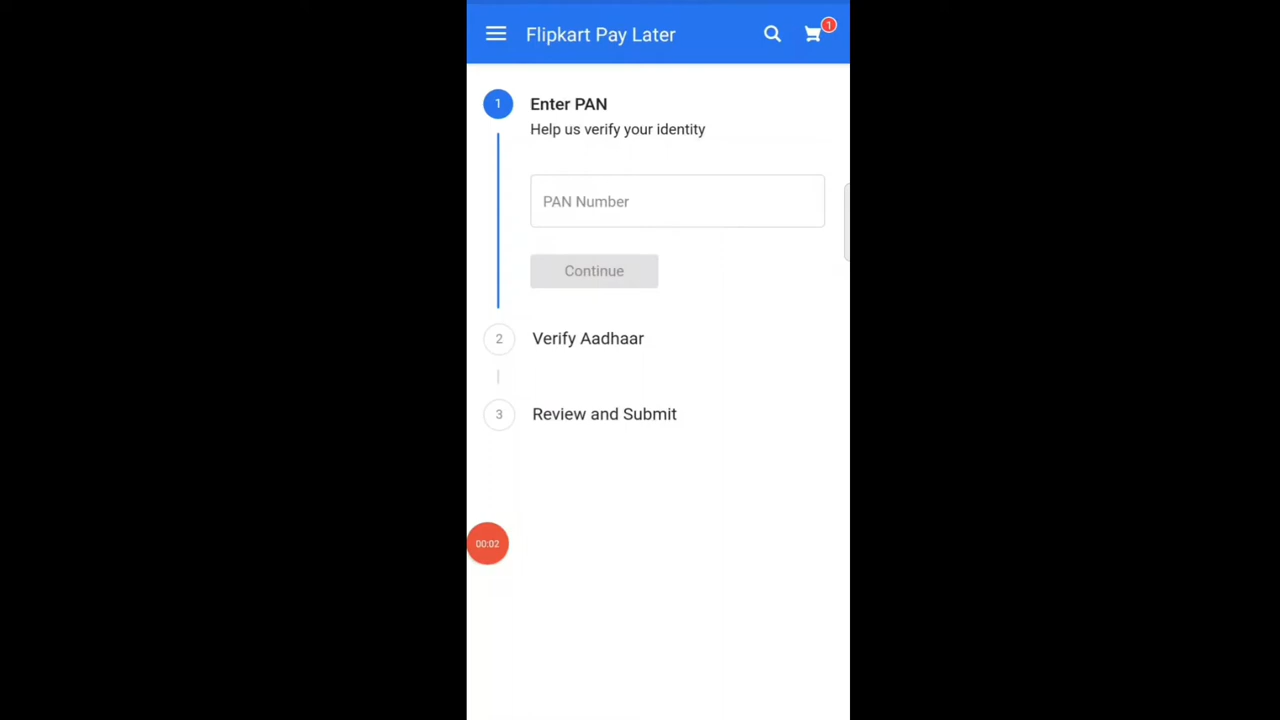 Flipkart Pay Later
1
1
Enter PAN
Help us verify your identity
PAN Number
Continue
2
Verify Aadhaar
3
Review and Submit
00:02